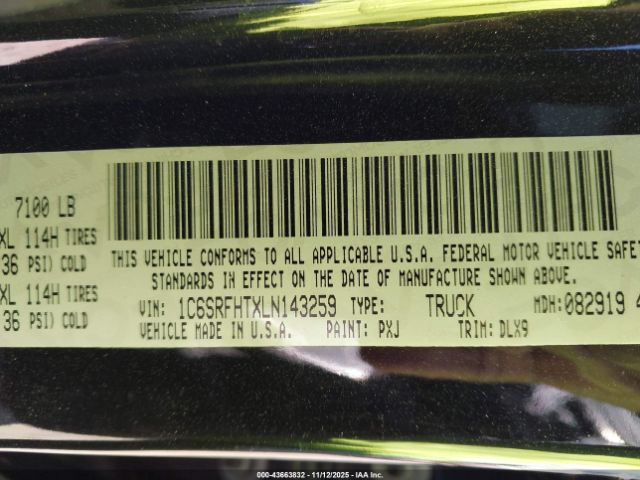 7100 LB
XL 114H TIRES
36 PSI) COLD
XL 114H TIRES
36 PSI) COLD
THIS VEHICLE CONFORMS TO ALL APPLICABLE U.S.A. FEDERAL MOTOR VEHICLE SAFET
STANDARDS IN EFFECT ON THE DATE OF MANUFACTURE SHOWN ABOVE.
VIN: 1C6SRFHTXLN143259 TYPE: TRUCK MDH:082919 4
VEHICLE MADE IN U.S.A. PAINT: PXJ TRIM: DLX9
000-43663832 - 11/12/2025 - IAA Inc.